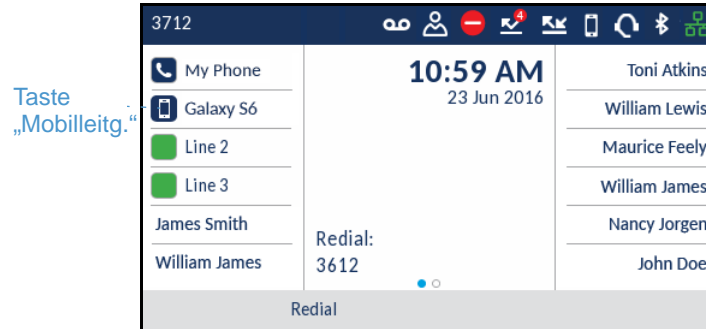 3712
4
My Phone
10:59 AM
23 Jun 2016
Toni Atkins
Taste
„Mobilleitg.“
Galaxy S6
William Lewis
Line 2
Maurice Feely
Line 3
William James
James Smith
Nancy Jorgen
William James
Redial:
3612
John Doe
Redial